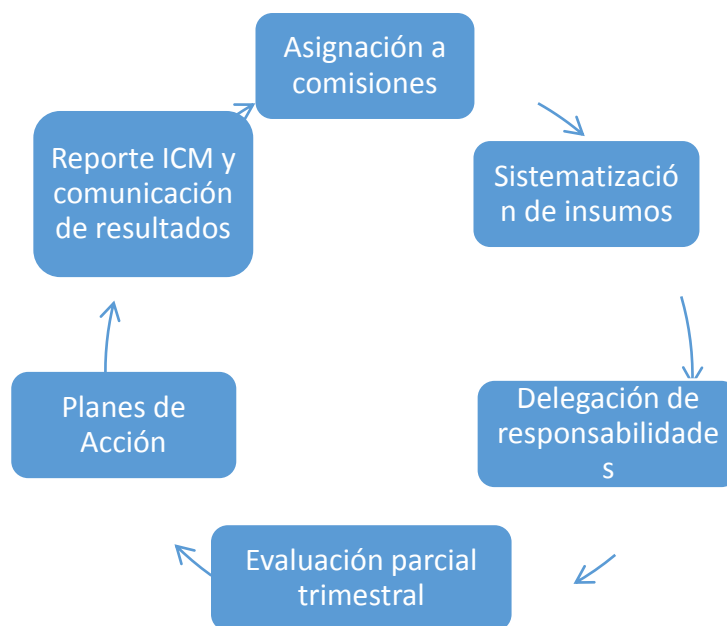 Asignación a
comisiones
Sistematizació
n de insumos
Delegación de
responsabilidade
s
Evaluación parcial
trimestral
Planes de
Acción
Reporte ICM y
comunicación
de resultados